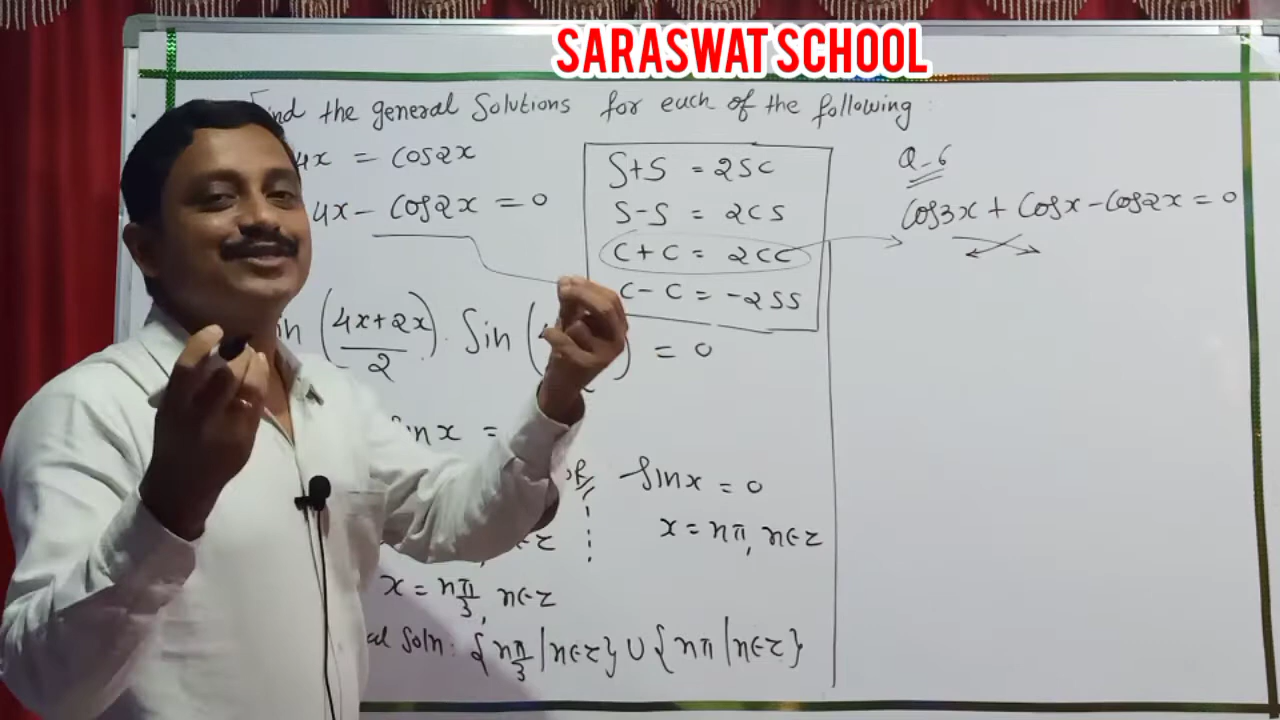 SARASWAT SCHOOL
the general Solutions for each of the following :
4x = cos2x
4x - cos2x = 0
in (4x+2x/2) . Sin ( ) = 0
inx =
OR sinx = 0
x = nπ, n∈z
n∈z
x = nπ/3, n∈z
al Soln: {nπ/3 | n∈z} ∪ {nπ | n∈z}
S+S = 2SC
S-S = 2CS
C+C = 2CC
C-C = -2SS
Q-6
cos3x + cosx - cos2x = 0